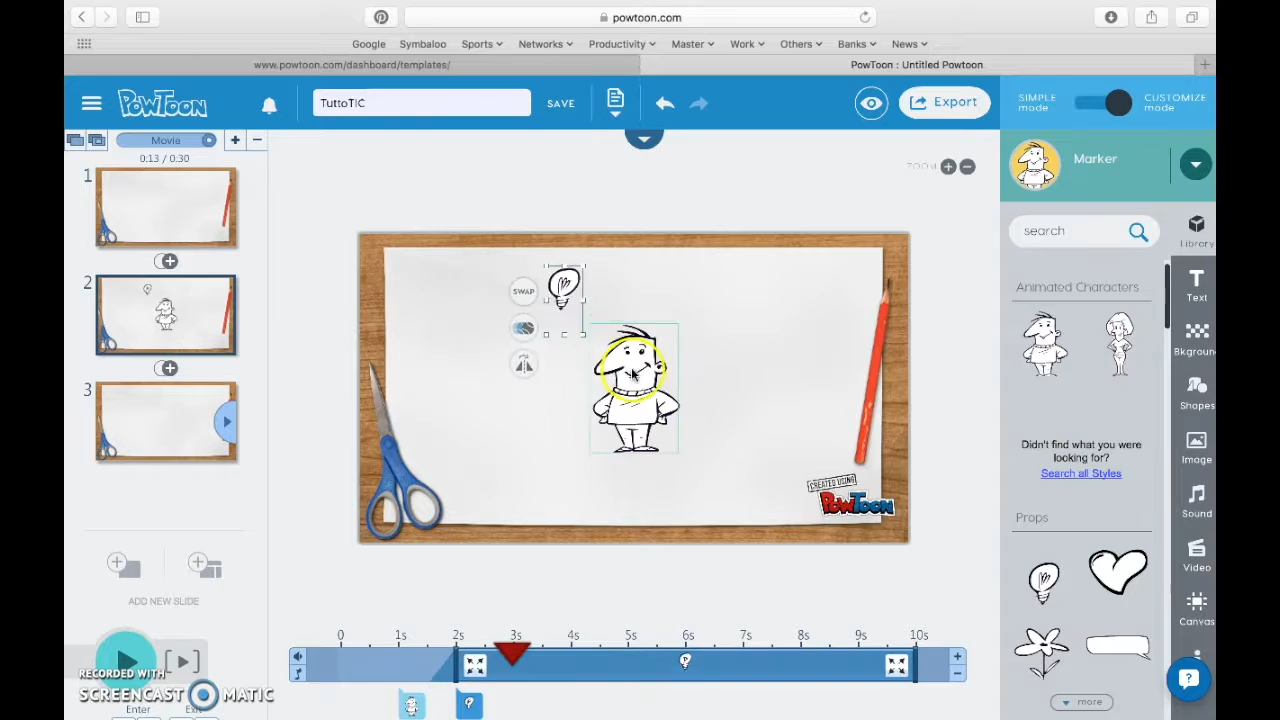 powtoon.com
Google Symbaloo Sports Networks Productivity Master Work Others Banks News
www.powtoon.com/dashboard/templates/ PowToon : Untitled Powtoon
POWTOON TuttoTIC SAVE Export SIMPLE mode CUSTOMIZE mode
Movie
0:13 / 0:30
Marker
ZOOM
1
2
3
search
Library
Animated Characters
Text
Bkgroun
Shapes
Didn't find what you were looking for?
Search all Styles
Image
Props
Sound
Video
Canvas
more
SWAP
CREATED USING
POWTOON
ADD NEW SLIDE
0 1s 2s 3s 4s 5s 6s 7s 8s 9s 10s
RECORDED WITH
SCREENCAST MATIC
Enter Exit